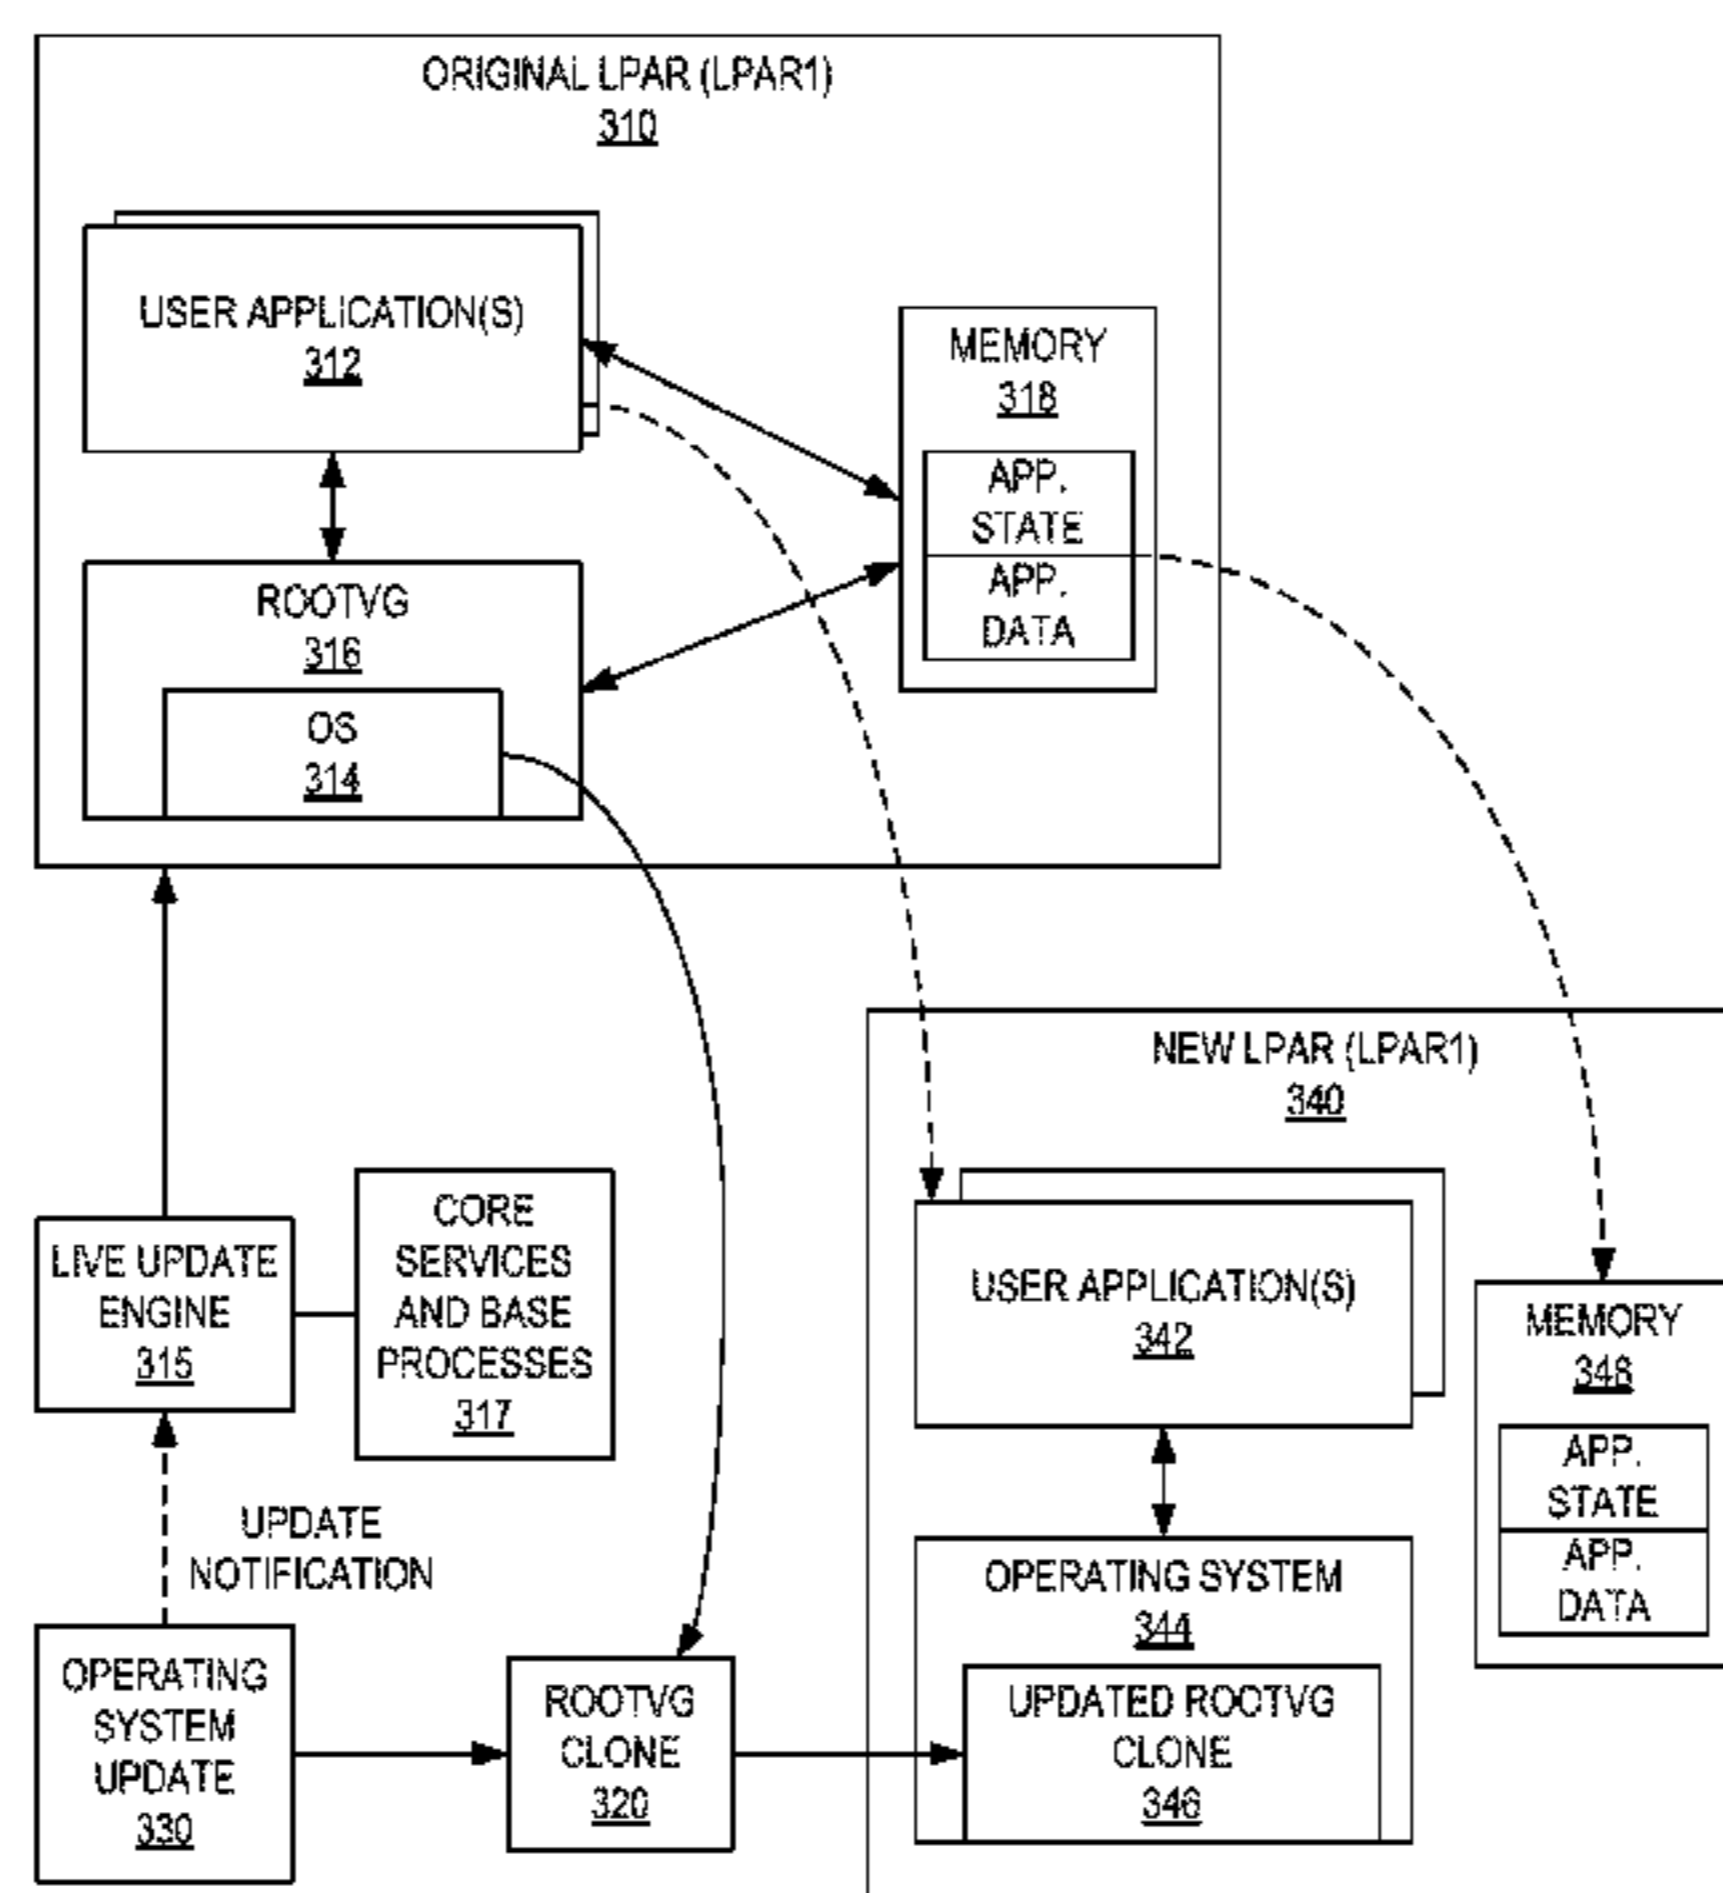 ORIGINAL LPAR (LPAR1)
310
USER APPLICATION(S)
312
MEMORY
318
APP.
STATE
APP.
DATA
ROOTVG
316
OS
314
NEW LPAR (LPAR1)
340
CORE
SERVICES
AND BASE
PROCESSES
317
LIVE UPDATE
ENGINE
315
USER APPLICATION(S)
342
MEMORY
348
APP.
STATE
APP.
DATA
UPDATE
NOTIFICATION
OPERATING SYSTEM
344
UPDATED ROOTVG
CLONE
346
OPERATING
SYSTEM
UPDATE
330
ROOTVG
CLONE
320